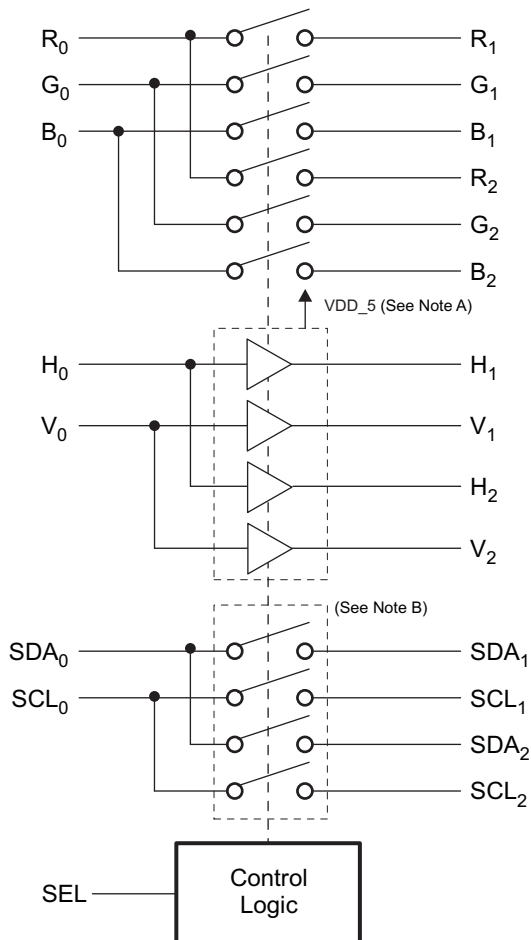 R₀ R₁
G₀ G₁
B₀ B₁
R₂
G₂
B₂
VDD_5 (See Note A)
H₀ H₁
V₀ V₁
H₂
V₂
(See Note B)
SDA₀ SDA₁
SCL₀ SCL₁
SDA₂
SCL₂
SEL
Control
Logic